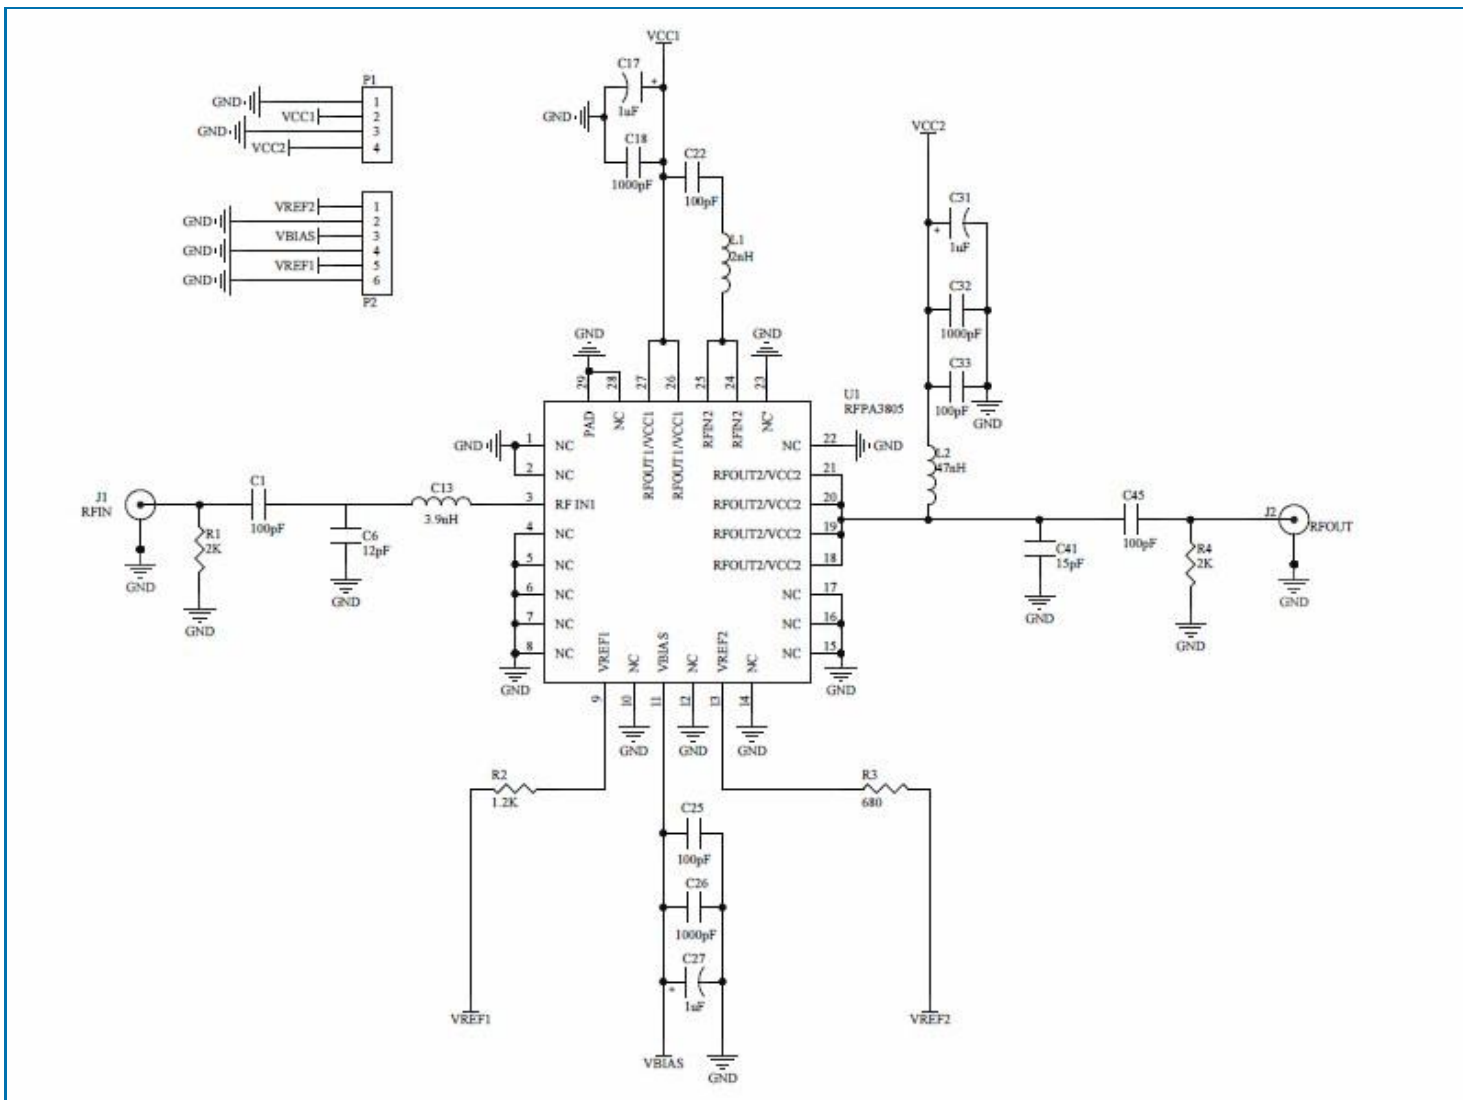 VCC1
P1
GND 1
VCC1 2
GND 3
VCC2 4
VREF2 1
GND 2
VBIAS 3
GND 4
VREF1 5
GND 6
P2
C17
1uF
+
GND
C18
1000pF
C22
100pF
L1
2nH
VCC2
C31
+
1uF
C32
1000pF
C33
100pF
GND
L2
47nH
GND
GND
29
28
27
26
25
24
23
U1
RFPA3805
PAD
NC
RFOUT1/VCC1
RFOUT1/VCC1
RFIN2
RFIN2
NC'
GND 1 NC
2 NC
3 RF IN1
4 NC
5 NC
6 NC
7 NC
8 NC
GND
NC 22 GND
RFOUT2/VCC2 21
RFOUT2/VCC2 20
RFOUT2/VCC2 19
RFOUT2/VCC2 18
NC 17
NC 16
NC 15
GND
J1
RFIN
GND
R1
2K
GND
C1
100pF
C6
12pF
GND
C13
3.9nH
C41
15pF
GND
C45
100pF
R4
2K
GND
J2
RFOUT
GND
VREF1
NC
VBIAS
NC
VREF2
NC
9
10
11
12
13
14
GND
GND
GND
R2
1.2K
R3
680
C25
100pF
C26
1000pF
C27
+
1uF
VREF1
VREF2
VBIAS
GND